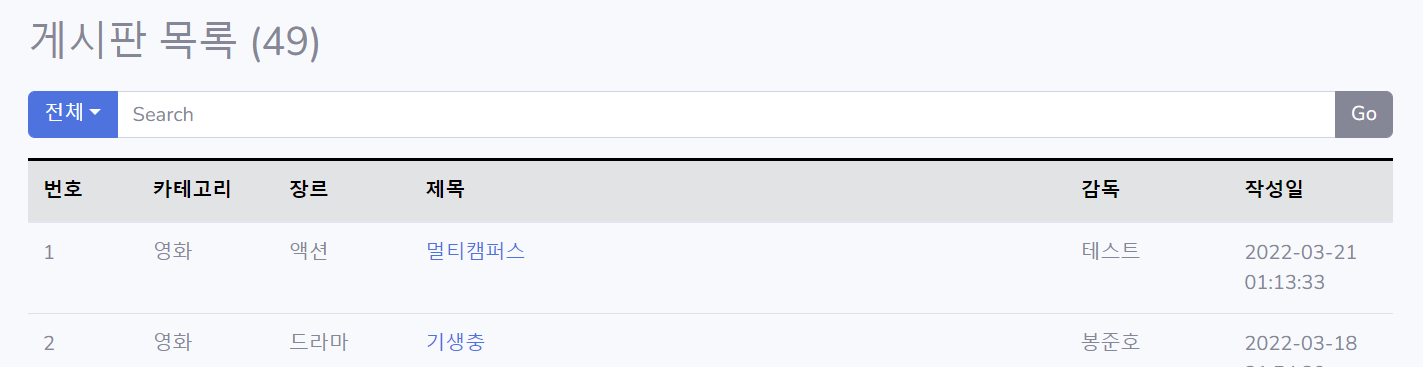 게시판 목록 (49)
전체 Search Go
번호 카테고리 장르 제목 감독 작성일
1 영화 액션 멀티캠퍼스 테스트 2022-03-21
01:13:33
2 영화 드라마 기생충 봉준호 2022-03-18